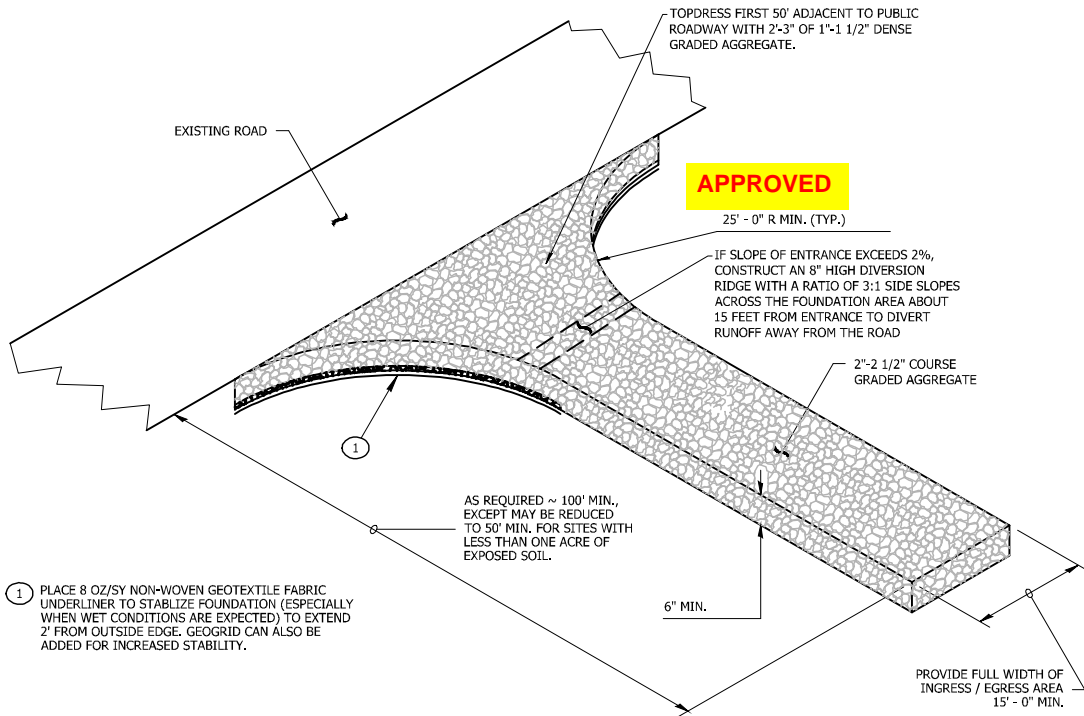 TOPDRESS FIRST 50' ADJACENT TO PUBLIC
ROADWAY WITH 2'-3" OF 1"-1 1/2" DENSE
GRADED AGGREGATE.
EXISTING ROAD
APPROVED
25' - 0" R MIN. (TYP.)
IF SLOPE OF ENTRANCE EXCEEDS 2%,
CONSTRUCT AN 8" HIGH DIVERSION
RIDGE WITH A RATIO OF 3:1 SIDE SLOPES
ACROSS THE FOUNDATION AREA ABOUT
15 FEET FROM ENTRANCE TO DIVERT
RUNOFF AWAY FROM THE ROAD
2"-2 1/2" COURSE
GRADED AGGREGATE
1
AS REQUIRED ~ 100' MIN.,
EXCEPT MAY BE REDUCED
TO 50' MIN. FOR SITES WITH
LESS THAN ONE ACRE OF
EXPOSED SOIL.
1 PLACE 8 OZ/SY NON-WOVEN GEOTEXTILE FABRIC
UNDERLINER TO STABLIZE FOUNDATION (ESPECIALLY
WHEN WET CONDITIONS ARE EXPECTED) TO EXTEND
2' FROM OUTSIDE EDGE. GEOGRID CAN ALSO BE
ADDED FOR INCREASED STABILITY.
6" MIN.
PROVIDE FULL WIDTH OF
INGRESS / EGRESS AREA
15' - 0" MIN.